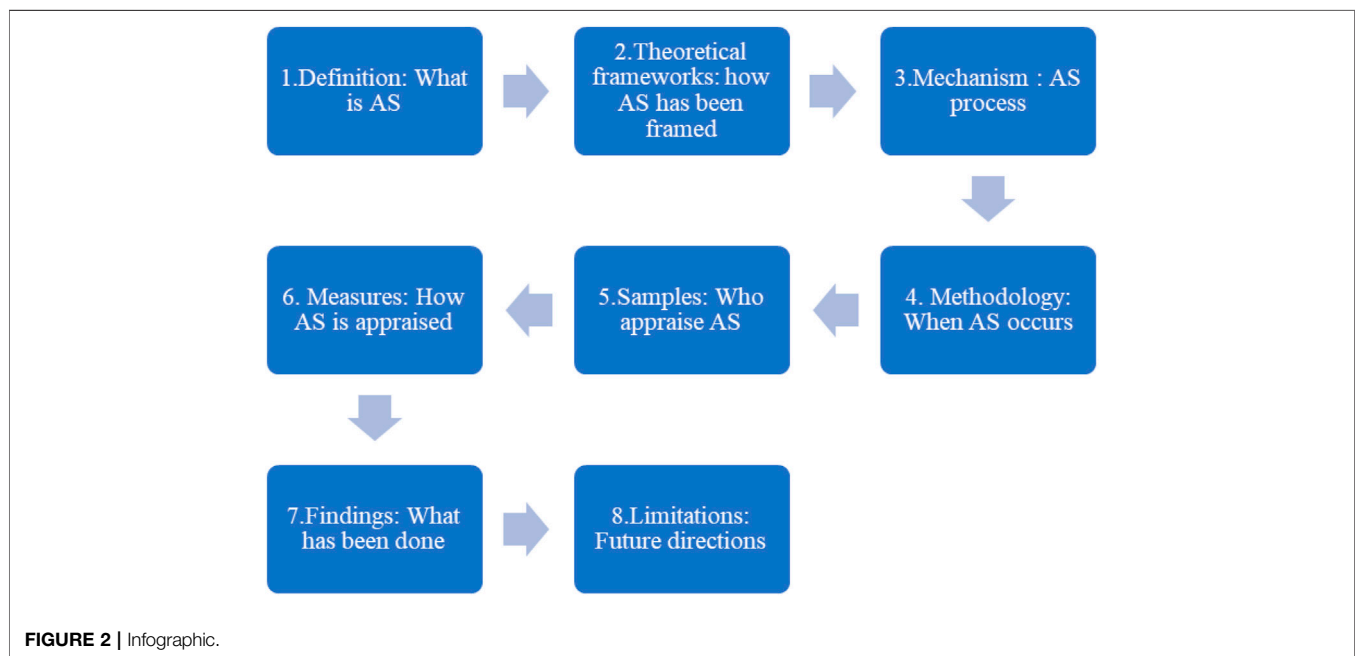 1.Definition: What
is AS
2.Theoretical
frameworks: how
AS has been
framed
3.Mechanism : AS
process
4. Methodology:
When AS occurs
5.Samples: Who
appraise AS
6. Measures: How
AS is appraised
7.Findings: What
has been done
8.Limitations:
Future directions
FIGURE 2 | Infographic.